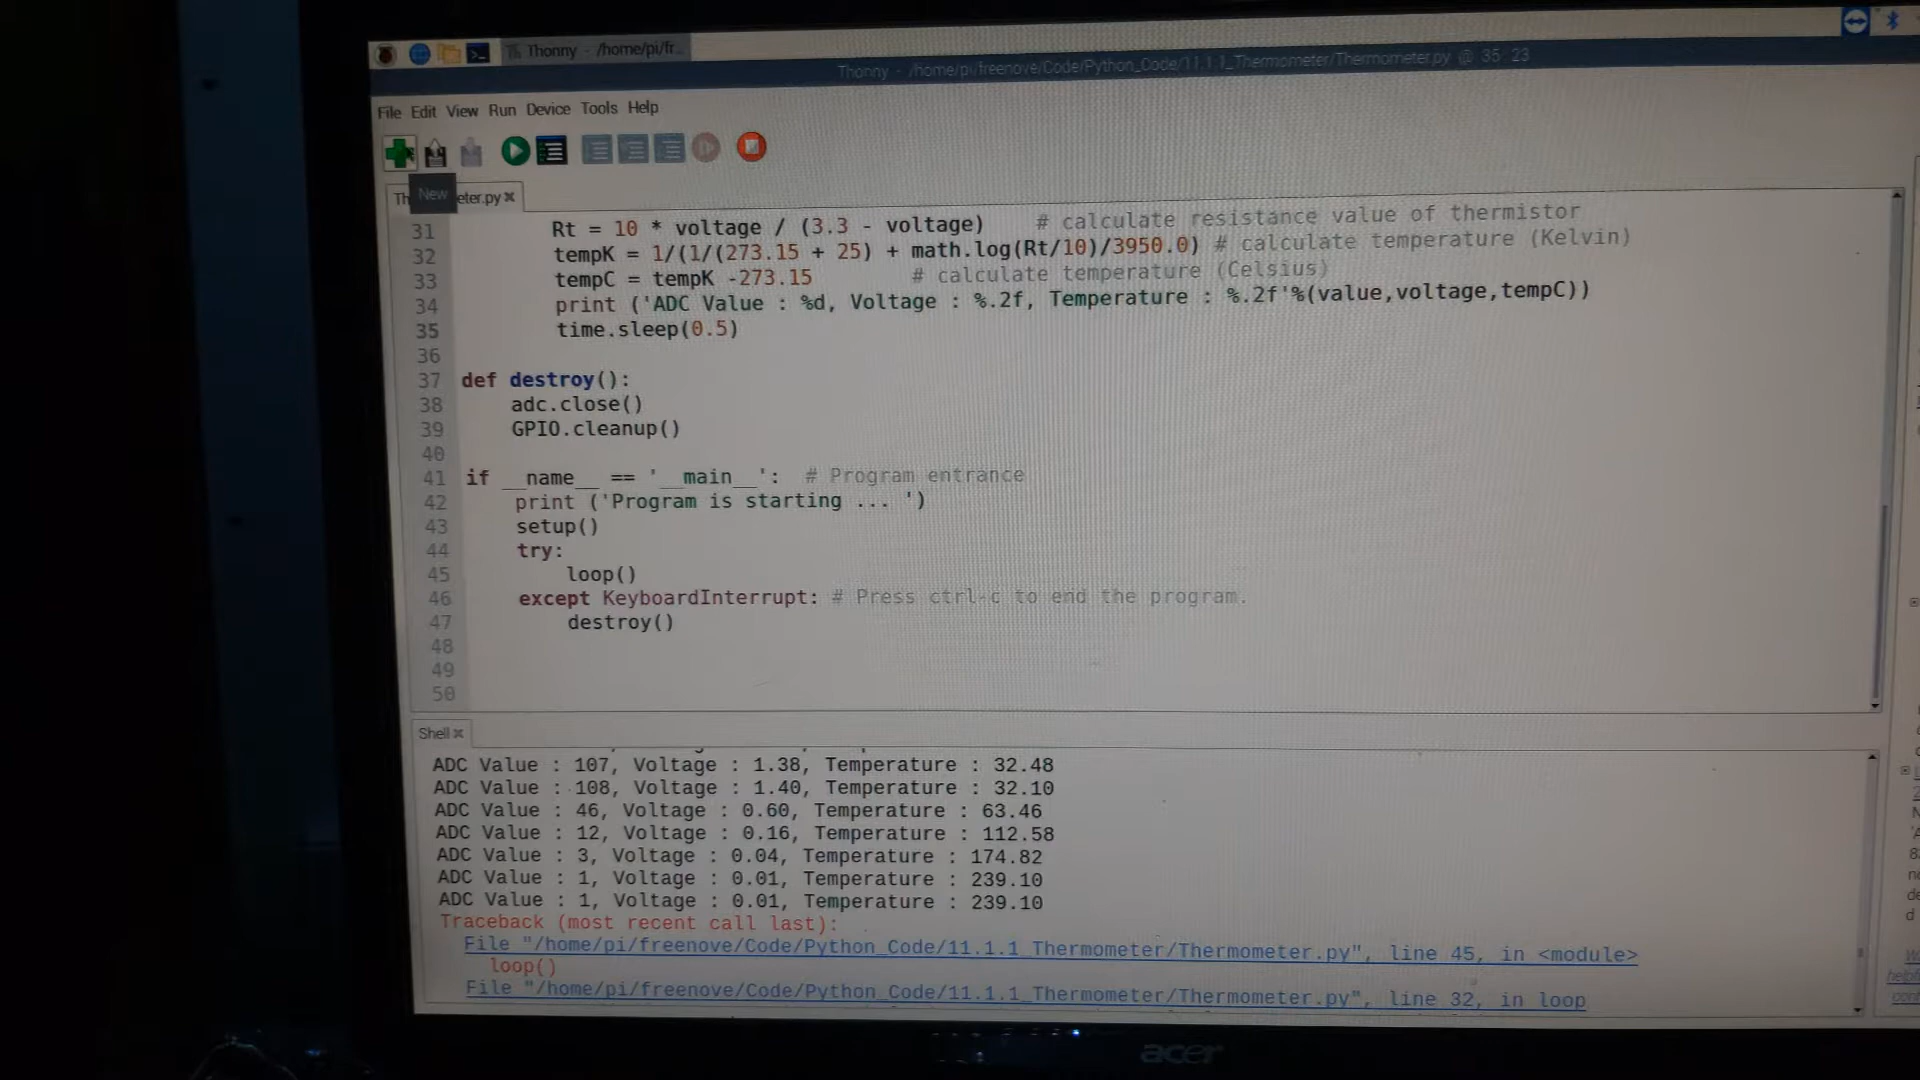 Thonny - /home/pi/fr...
Thonny - /home/pi/freenove/Code/Python_Code/11.1.1_Thermometer/Thermometer.py @ 35 : 23
File Edit View Run Device Tools Help
New
Th eter.py
31 Rt = 10 * voltage / (3.3 - voltage) # calculate resistance value of thermistor
32 tempK = 1/(1/(273.15 + 25) + math.log(Rt/10)/3950.0) # calculate temperature (Kelvin)
33 tempC = tempK -273.15 # calculate temperature (Celsius)
34 print ('ADC Value : %d, Voltage : %.2f, Temperature : %.2f'%(value,voltage,tempC))
35 time.sleep(0.5)
36
37 def destroy():
38 adc.close()
39 GPIO.cleanup()
40
41 if __name__ == '__main__': # Program entrance
42 print ('Program is starting ... ')
43 setup()
44 try:
45 loop()
46 except KeyboardInterrupt: # Press ctrl-c to end the program.
47 destroy()
48
49
50
Shell
ADC Value : 107, Voltage : 1.38, Temperature : 32.48
ADC Value : 108, Voltage : 1.40, Temperature : 32.10
ADC Value : 46, Voltage : 0.60, Temperature : 63.46
ADC Value : 12, Voltage : 0.16, Temperature : 112.58
ADC Value : 3, Voltage : 0.04, Temperature : 174.82
ADC Value : 1, Voltage : 0.01, Temperature : 239.10
ADC Value : 1, Voltage : 0.01, Temperature : 239.10
Traceback (most recent call last):
File "/home/pi/freenove/Code/Python_Code/11.1.1_Thermometer/Thermometer.py", line 45, in <module>
loop()
File "/home/pi/freenove/Code/Python_Code/11.1.1_Thermometer/Thermometer.py", line 32, in loop
acer